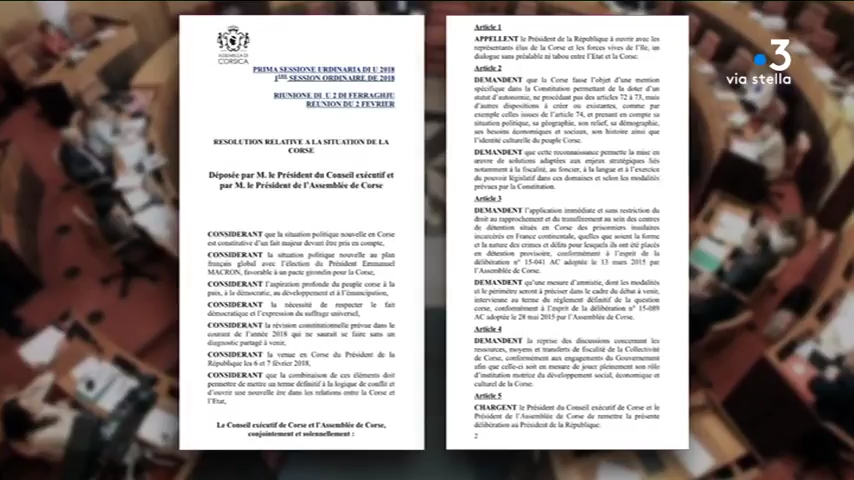 ASSEMBLEA DI
CORSICA
PRIMA SESSIONE URDINARIA DI U 2018
1ERE SESSION ORDINAIRE DE 2018
RIUNIONE DI U 2 DI FERRAGHJU
REUNION DU 2 FEVRIER
RESOLUTION RELATIVE A LA SITUATION DE LA
CORSE
Déposée par M. le Président du Conseil exécutif et
par M. le Président de l'Assemblée de Corse
CONSIDERANT que la situation politique nouvelle en Corse
est constitutive d'un fait majeur devant être pris en compte,
CONSIDERANT la situation politique nouvelle au plan
français global avec l'élection du Président Emmanuel
MACRON, favorable à un pacte girondin pour la Corse,
CONSIDERANT l'aspiration profonde du peuple corse à la
paix, à la démocratie, au développement et à l'émancipation,
CONSIDERANT la nécessité de respecter le fait
démocratique et l'expression du suffrage universel,
CONSIDERANT la révision constitutionnelle prévue dans le
courant de l'année 2018 qui ne saurait se faire sans un
diagnostic partagé à venir,
CONSIDERANT la venue en Corse du Président de la
République les 6 et 7 février 2018,
CONSIDERANT que la combinaison de ces éléments doit
permettre de mettre un terme définitif à la logique de conflit et
d'ouvrir une nouvelle ère dans les relations entre la Corse et
l'Etat,
Le Conseil exécutif de Corse et l'Assemblée de Corse,
conjointement et solennellement :
Article 1
APPELLENT le Président de la République à ouvrir avec les
représentants élus de la Corse et les forces vives de l'île, un
dialogue sans préalable ni tabou entre l'Etat et la Corse.
Article 2
DEMANDENT que la Corse fasse l'objet d'une mention
spécifique dans la Constitution permettant de la doter d'un
statut d'autonomie, ne procédant pas des articles 72 à 73, mais
d'autres dispositions à créer ou existantes, comme par
exemple celles issues de l'article 74, et prenant en compte sa
situation politique, sa géographie, son relief, sa démographie,
ses besoins économiques et sociaux, son histoire ainsi que
l'identité culturelle du peuple Corse.
DEMANDENT que cette reconnaissance permette la mise en
œuvre de solutions adaptées aux enjeux stratégiques liés
notamment à la fiscalité, au foncier, à la langue et à l'exercice
du pouvoir législatif dans ces domaines et selon les modalités
prévues par la Constitution.
Article 3
DEMANDENT l'application immédiate et sans restriction du
droit au rapprochement et du transfèrement au sein des centres
de détention situés en Corse des prisonniers insulaires
incarcérés en France continentale, quelles que soient la forme
et la nature des crimes et délits pour lesquels ils ont été placés
en détention provisoire, conformément à l'esprit de la
délibération n° 15-041 AC adoptée le 13 mars 2015 par
l'Assemblée de Corse.
DEMANDENT qu'une mesure d'amnistie, dont les modalités
et le périmètre seront à préciser dans le cadre du débat à venir,
intervienne au terme du règlement définitif de la question
corse, conformément à l'esprit de la délibération n° 15-089
AC adoptée le 28 mai 2015 par l'Assemblée de Corse.
Article 4
DEMANDENT la reprise des discussions concernant les
ressources, moyens et transferts de fiscalité de la Collectivité
de Corse, conformément aux engagements du Gouvernement
afin que celle-ci soit en mesure de jouer pleinement son rôle
d'institution motrice du développement social, économique et
culturel de la Corse.
Article 5
CHARGENT le Président du Conseil exécutif de Corse et le
Président de l'Assemblée de Corse de remettre la présente
délibération au Président de la République.
2
3
via stella